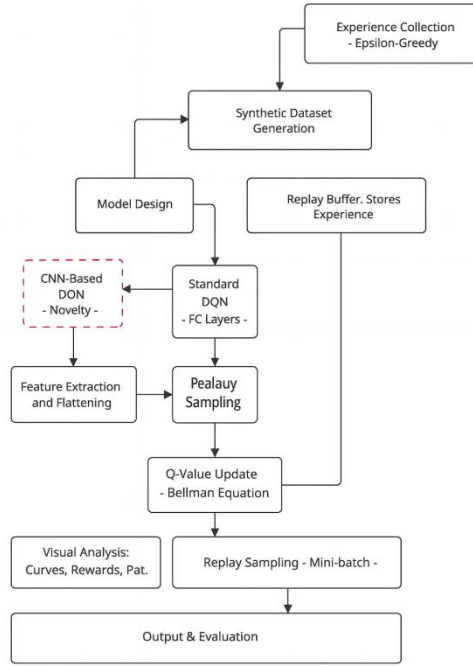 Experience Collection
- Epsilon-Greedy
Synthetic Dataset
Generation
Model Design
Replay Buffer. Stores
Experience
CNN-Based
DON
- Novelty -
Standard
DQN
- FC Layers -
Feature Extraction
and Flattening
Pealauy
Sampling
Q-Value Update
- Bellman Equation
Visual Analysis:
Curves, Rewards, Pat.
Replay Sampling - Mini-batch -
Output & Evaluation